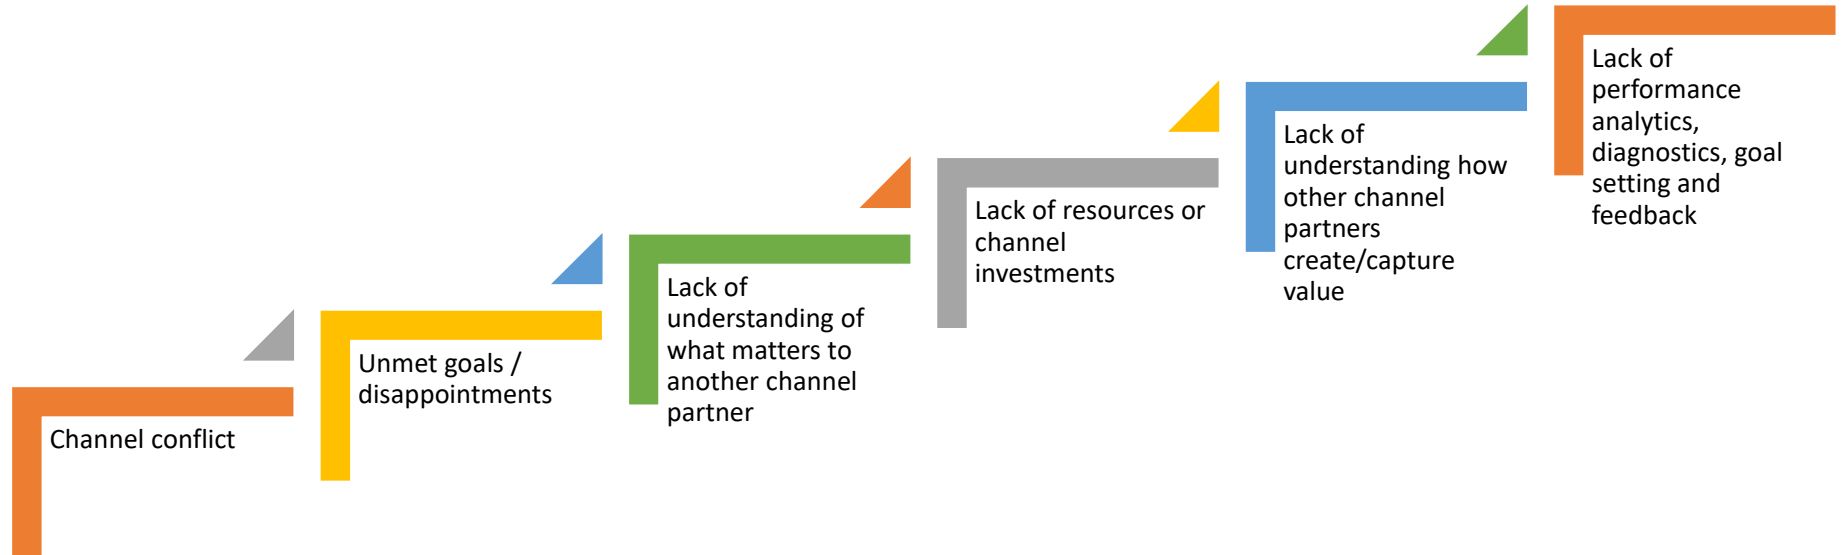 Channel conflict
Unmet goals /
disappointments
Lack of
understanding of
what matters to
another channel
partner
Lack of resources or
channel
investments
Lack of
understanding how
other channel
partners
create/capture
value
Lack of
performance
analytics,
diagnostics, goal
setting and
feedback